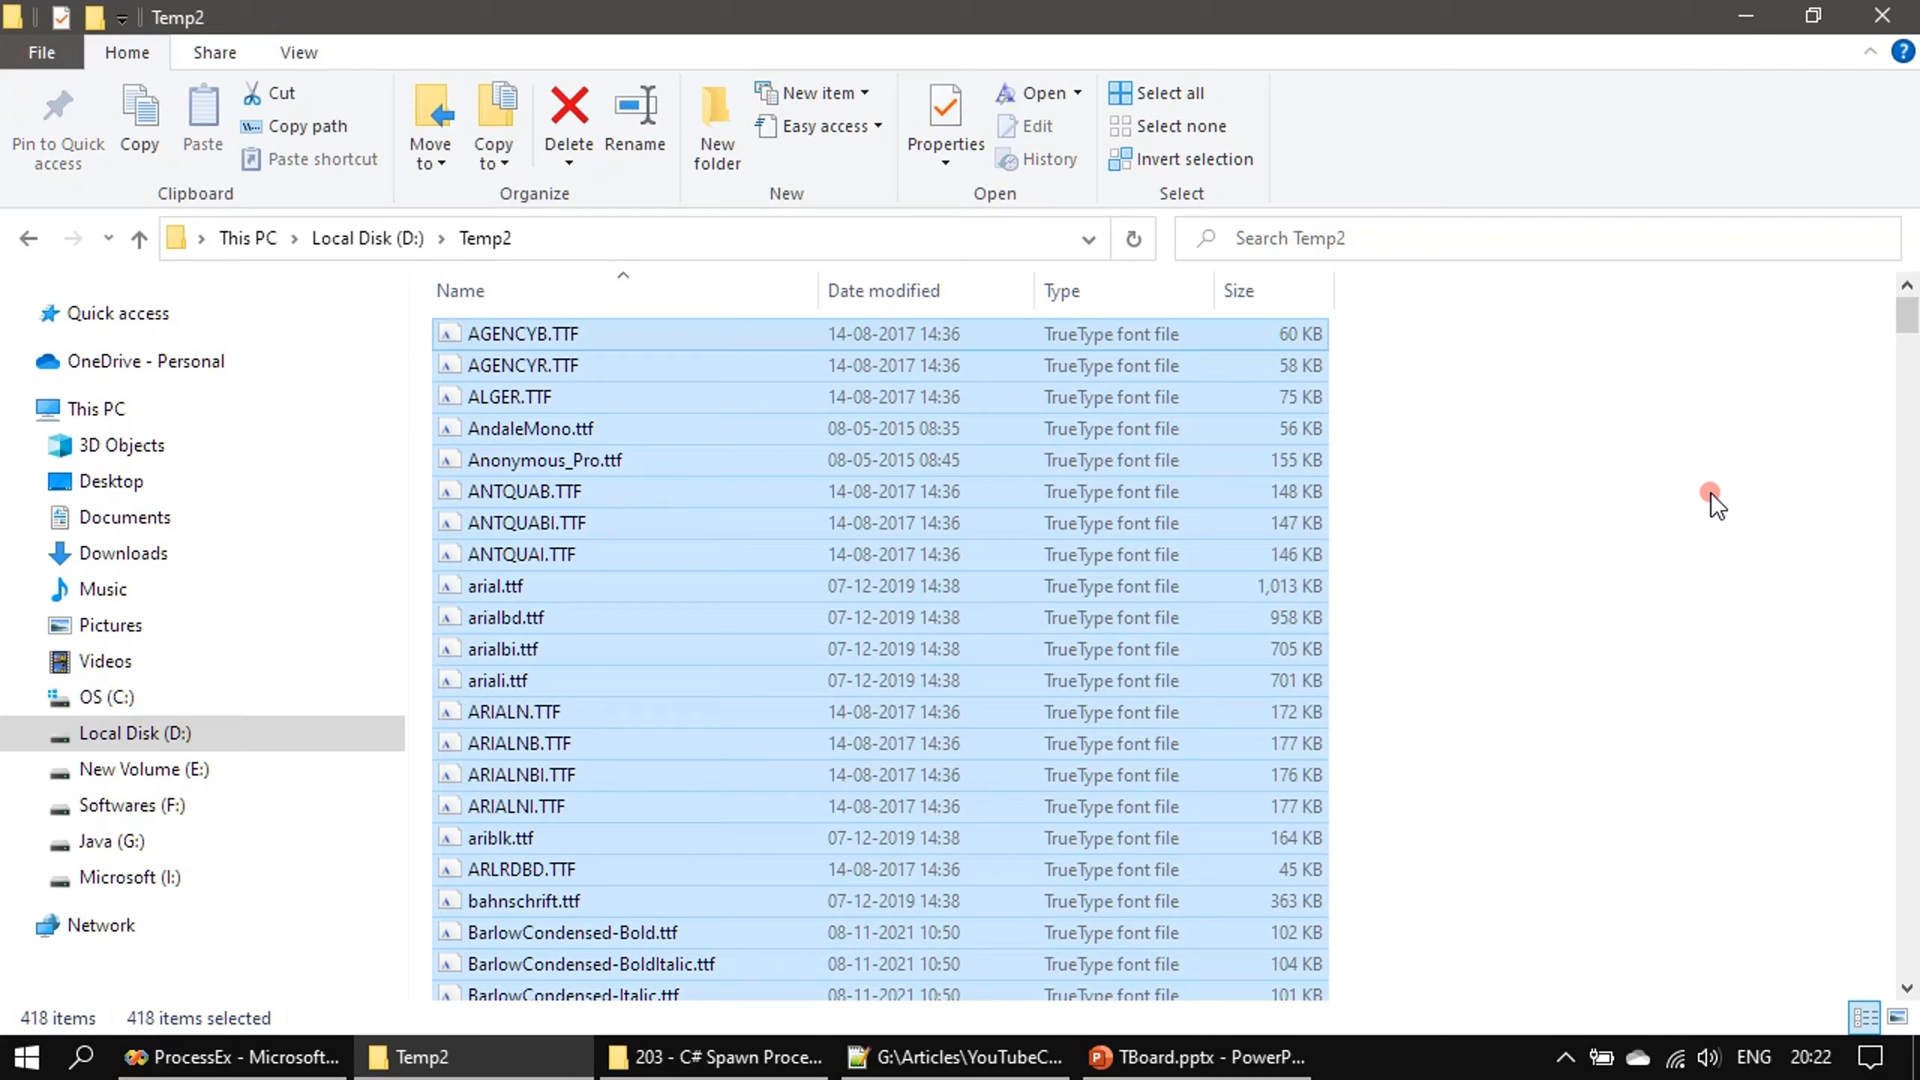 Temp2
File Home Share View
Pin to Quick access
Copy
Paste
Cut
Copy path
Paste shortcut
Clipboard
Move to
Copy to
Delete
Rename
Organize
New folder
New item
Easy access
New
Properties
Open
Edit
History
Open
Select all
Select none
Invert selection
Select
This PC Local Disk (D:) Temp2
Search Temp2
Quick access
OneDrive - Personal
This PC
3D Objects
Desktop
Documents
Downloads
Music
Pictures
Videos
OS (C:)
Local Disk (D:)
New Volume (E:)
Softwares (F:)
Java (G:)
Microsoft (I:)
Network
Name Date modified Type Size
AGENCYB.TTF 14-08-2017 14:36 TrueType font file 60 KB
AGENCYR.TTF 14-08-2017 14:36 TrueType font file 58 KB
ALGER.TTF 14-08-2017 14:36 TrueType font file 75 KB
AndaleMono.ttf 08-05-2015 08:35 TrueType font file 56 KB
Anonymous_Pro.ttf 08-05-2015 08:45 TrueType font file 155 KB
ANTQUAB.TTF 14-08-2017 14:36 TrueType font file 148 KB
ANTQUABI.TTF 14-08-2017 14:36 TrueType font file 147 KB
ANTQUAI.TTF 14-08-2017 14:36 TrueType font file 146 KB
arial.ttf 07-12-2019 14:38 TrueType font file 1,013 KB
arialbd.ttf 07-12-2019 14:38 TrueType font file 958 KB
arialbi.ttf 07-12-2019 14:38 TrueType font file 705 KB
ariali.ttf 07-12-2019 14:38 TrueType font file 701 KB
ARIALN.TTF 14-08-2017 14:36 TrueType font file 172 KB
ARIALNB.TTF 14-08-2017 14:36 TrueType font file 177 KB
ARIALNBI.TTF 14-08-2017 14:36 TrueType font file 176 KB
ARIALNI.TTF 14-08-2017 14:36 TrueType font file 177 KB
ariblk.ttf 07-12-2019 14:38 TrueType font file 164 KB
ARLRDBD.TTF 14-08-2017 14:36 TrueType font file 45 KB
bahnschrift.ttf 07-12-2019 14:38 TrueType font file 363 KB
BarlowCondensed-Bold.ttf 08-11-2021 10:50 TrueType font file 102 KB
BarlowCondensed-BoldItalic.ttf 08-11-2021 10:50 TrueType font file 104 KB
BarlowCondensed-Italic.ttf 08-11-2021 10:50 TrueType font file 101 KB
418 items 418 items selected
ProcessEx - Microsoft... Temp2 203 - C# Spawn Proce... G:\Articles\YouTubeC... TBoard.pptx - PowerP... ENG 20:22